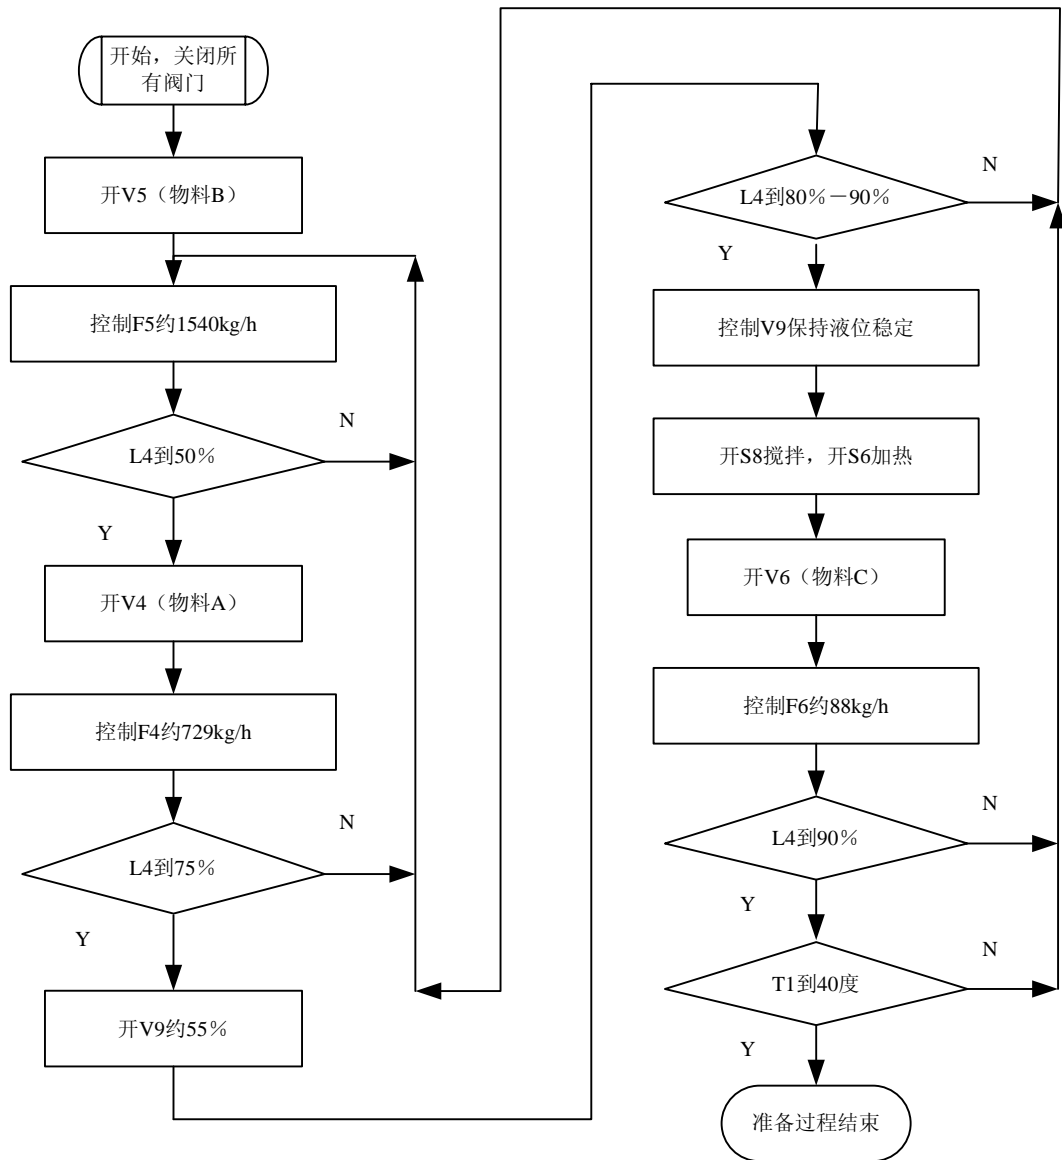 开始，关闭所
有阀门
开V5（物料B）
控制F5约1540kg/h
L4到50％
N
Y
开V4（物料A）
控制F4约729kg/h
L4到75％
N
Y
开V9约55％
L4到80％－90％
N
Y
控制V9保持液位稳定
开S8搅拌，开S6加热
开V6（物料C）
控制F6约88kg/h
L4到90％
N
Y
T1到40度
N
Y
准备过程结束